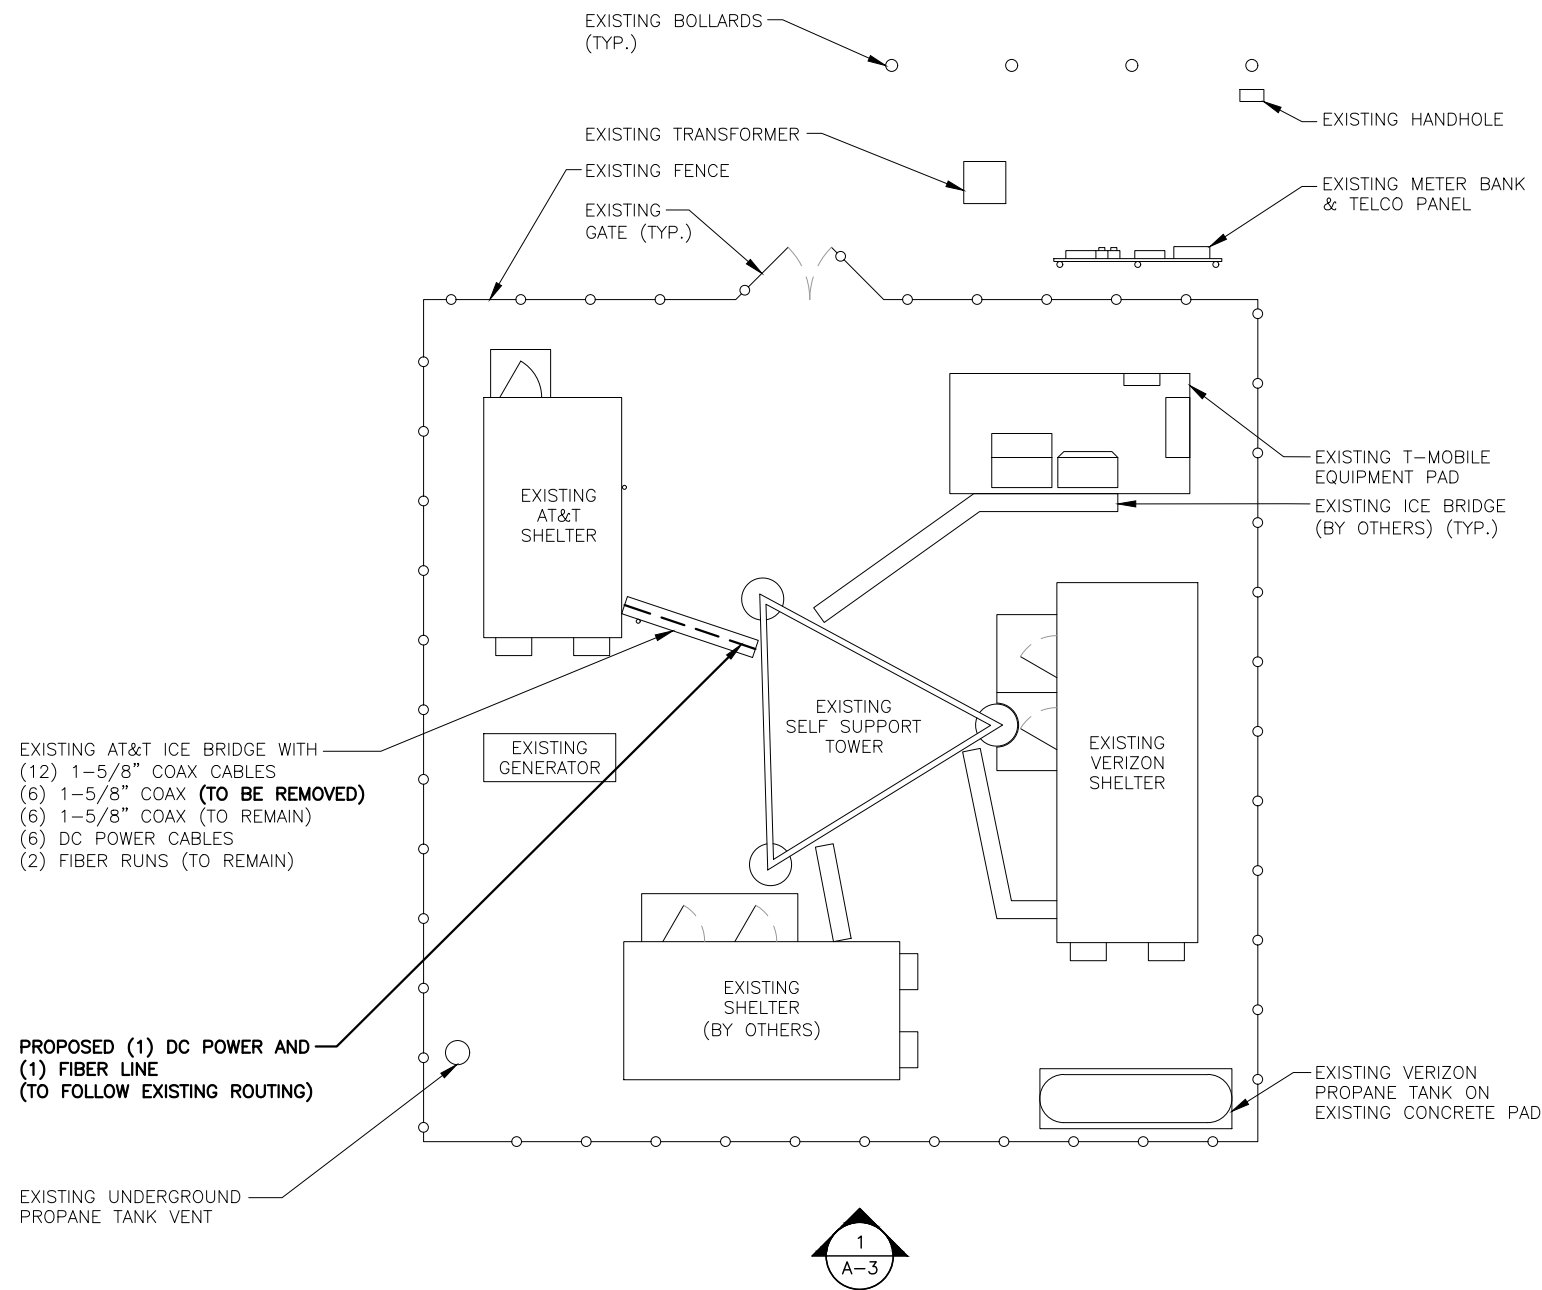 EXISTING BOLLARDS
(TYP.)
EXISTING HANDHOLE
EXISTING TRANSFORMER
EXISTING FENCE
EXISTING METER BANK
& TELCO PANEL
EXISTING
GATE (TYP.)
EXISTING T-MOBILE
EQUIPMENT PAD
EXISTING ICE BRIDGE
(BY OTHERS) (TYP.)
EXISTING
AT&T
SHELTER
EXISTING
SELF SUPPORT
TOWER
EXISTING
VERIZON
SHELTER
EXISTING
GENERATOR
EXISTING AT&T ICE BRIDGE WITH
(12) 1-5/8" COAX CABLES
(6) 1-5/8" COAX (TO BE REMOVED)
(6) 1-5/8" COAX (TO REMAIN)
(6) DC POWER CABLES
(2) FIBER RUNS (TO REMAIN)
EXISTING
SHELTER
(BY OTHERS)
PROPOSED (1) DC POWER AND
(1) FIBER LINE
(TO FOLLOW EXISTING ROUTING)
EXISTING VERIZON
PROPANE TANK ON
EXISTING CONCRETE PAD
EXISTING UNDERGROUND
PROPANE TANK VENT
1
A-3